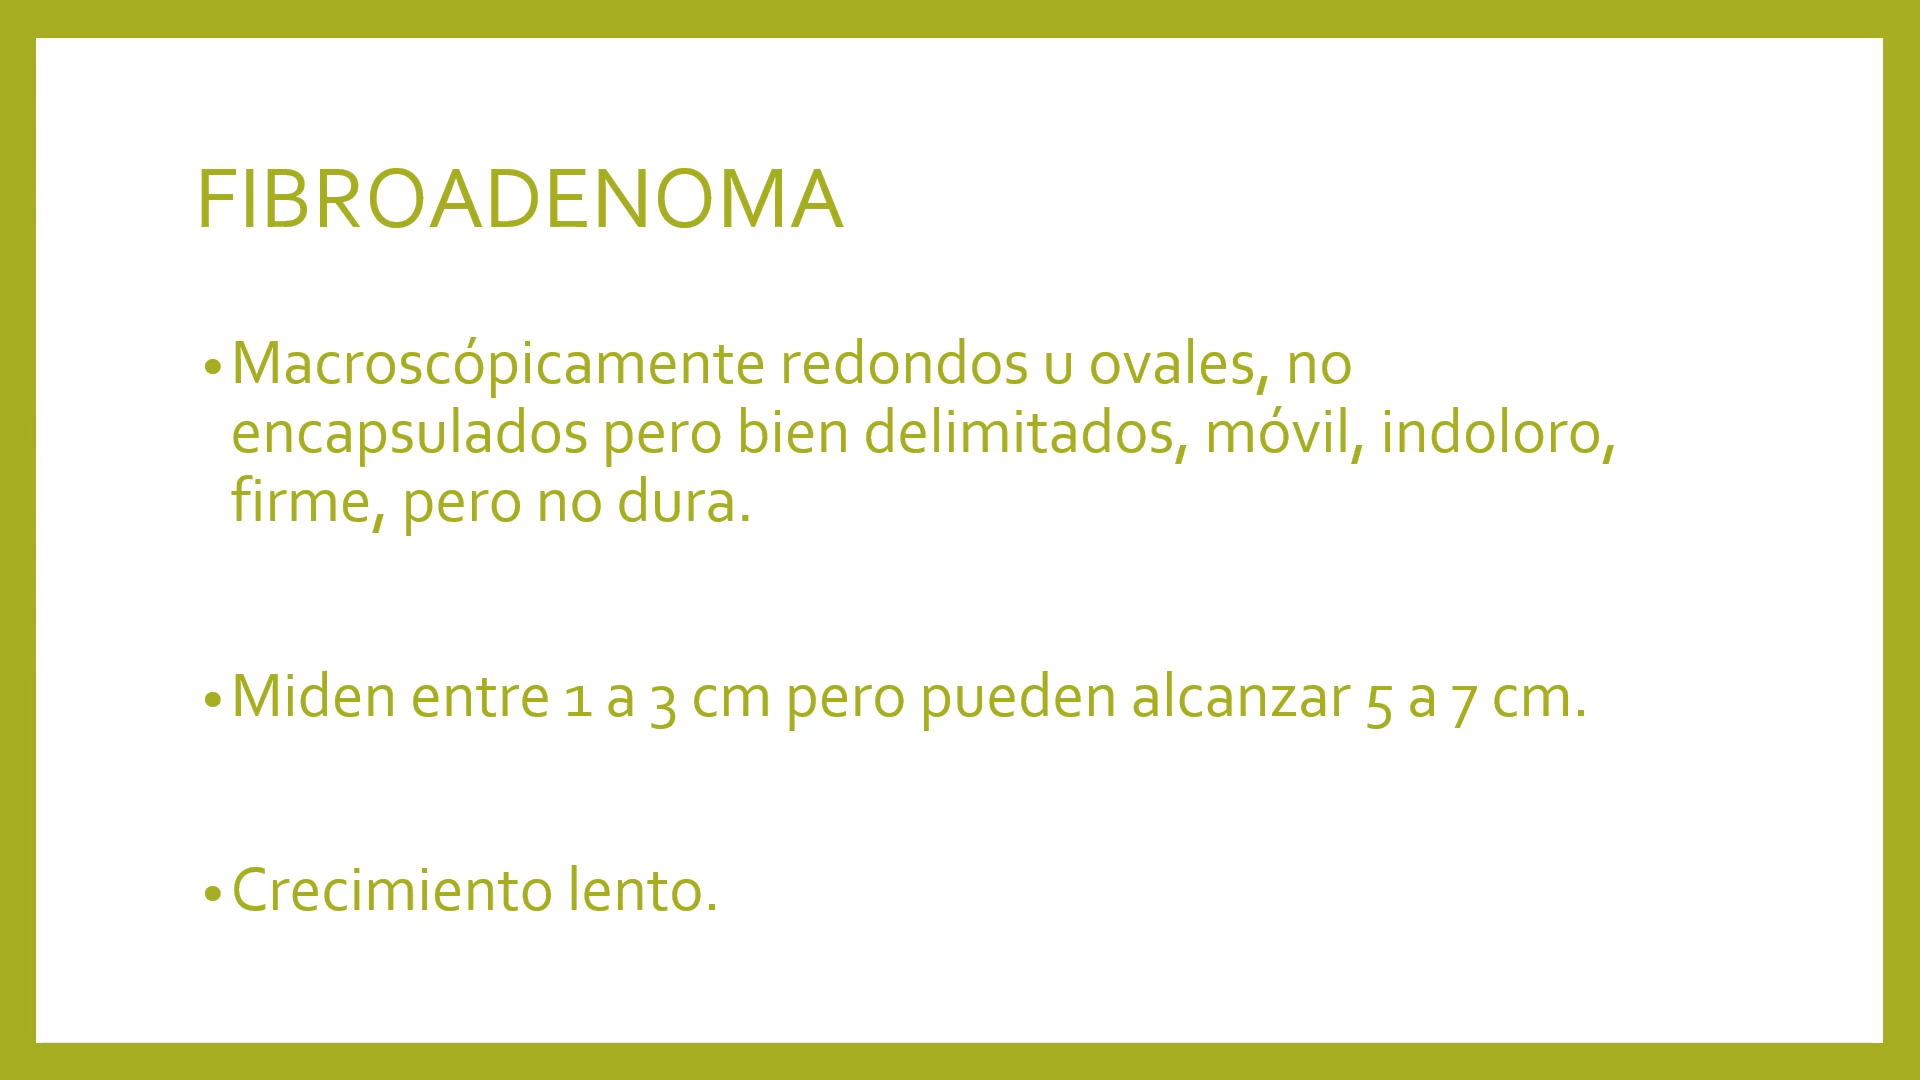 FIBROADENOMA
•Macroscópicamente redondos u ovales, no
encapsulados pero bien delimitados, móvil, indoloro,
firme, pero no dura.
•Miden entre 1 a 3 cm pero pueden alcanzar 5 a 7 cm.
•Crecimiento lento.